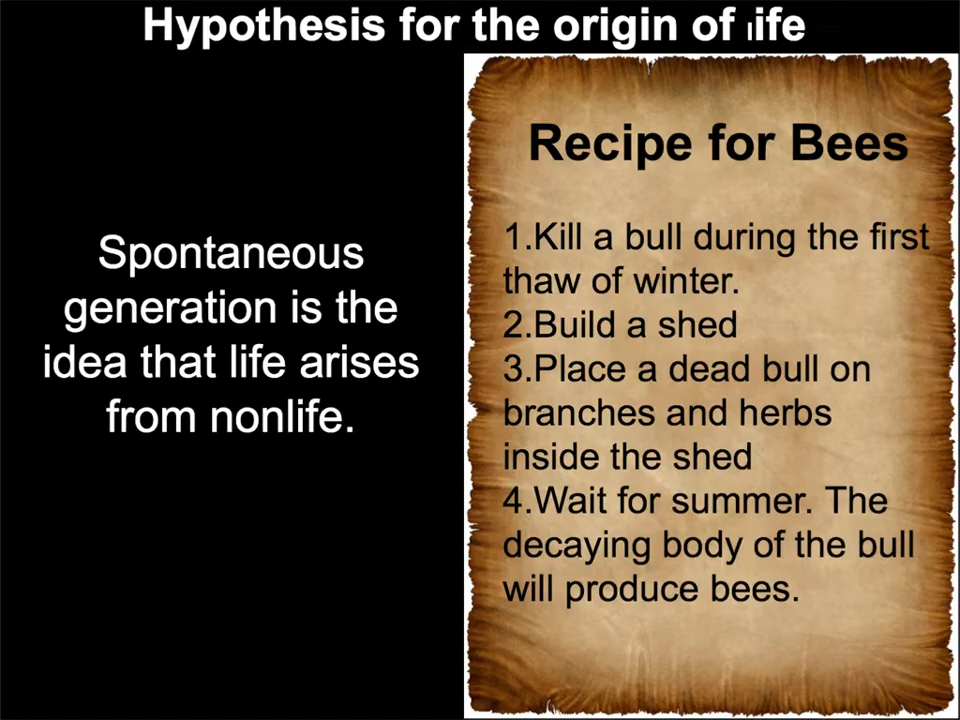 Hypothesis for the origin of life
Spontaneous
generation is the
idea that life arises
from nonlife.
Recipe for Bees
1.Kill a bull during the first
thaw of winter.
2.Build a shed
3.Place a dead bull on
branches and herbs
inside the shed
4.Wait for summer. The
decaying body of the bull
will produce bees.